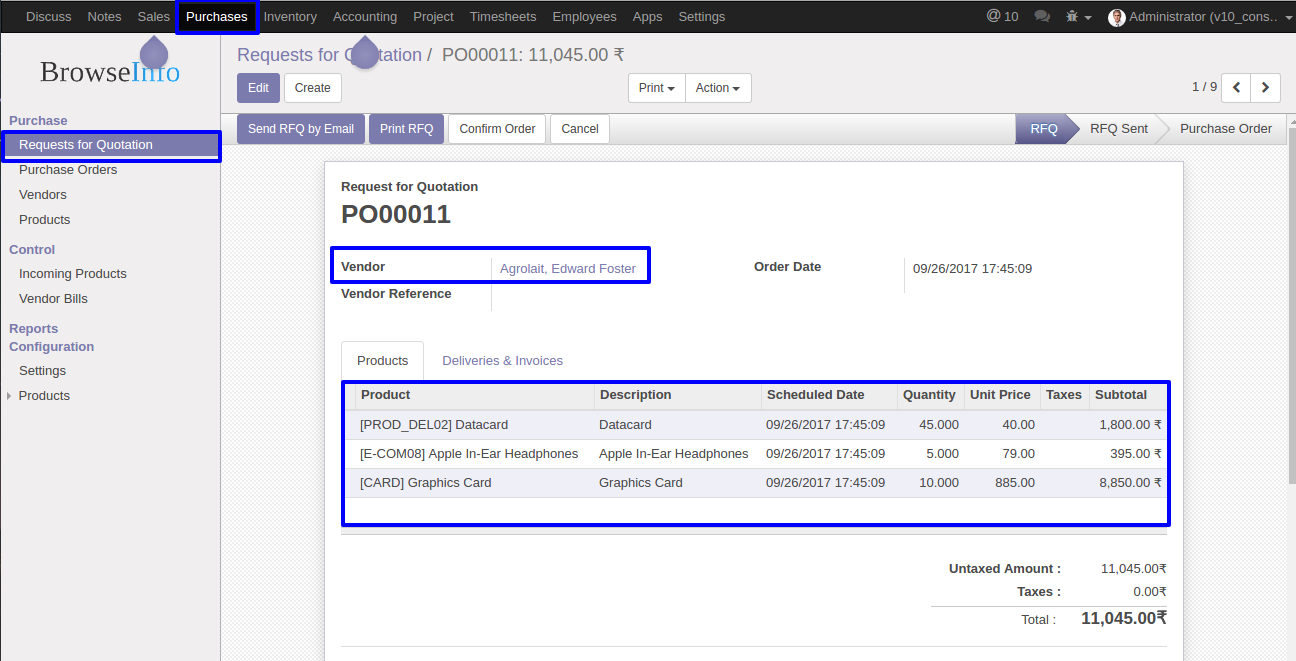 Discuss Notes Sales Purchases Inventory Accounting Project Timesheets Employees Apps Settings @ 10 Administrator (v10_cons..
BrowseInfo
Requests for Quotation / PO00011: 11,045.00 ₹
Edit Create Print Action 1 / 9
Purchase
Requests for Quotation
Purchase Orders
Vendors
Products
Control
Incoming Products
Vendor Bills
Reports
Configuration
Settings
Products
Send RFQ by Email Print RFQ Confirm Order Cancel RFQ RFQ Sent Purchase Order
Request for Quotation
PO00011
Vendor Agrolait, Edward Foster Order Date 09/26/2017 17:45:09
Vendor Reference
Products Deliveries & Invoices
Product Description Scheduled Date Quantity Unit Price Taxes Subtotal
[PROD_DEL02] Datacard Datacard 09/26/2017 17:45:09 45.000 40.00 1,800.00 ₹
[E-COM08] Apple In-Ear Headphones Apple In-Ear Headphones 09/26/2017 17:45:09 5.000 79.00 395.00 ₹
[CARD] Graphics Card Graphics Card 09/26/2017 17:45:09 10.000 885.00 8,850.00 ₹
Untaxed Amount : 11,045.00₹
Taxes : 0.00₹
Total : 11,045.00₹